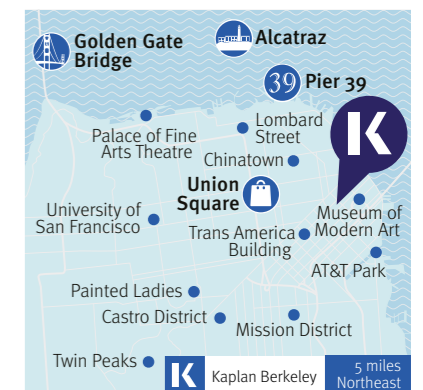 Golden Gate
Bridge
Alcatraz
39 Pier 39
Palace of Fine
Arts Theatre
Lombard
Street
K
Chinatown
Union
Square
University of
San Francisco
Trans America
Building
Museum of
Modern Art
AT&T Park
Painted Ladies
Castro District
Mission District
Twin Peaks
K Kaplan Berkeley
5 miles
Northeast